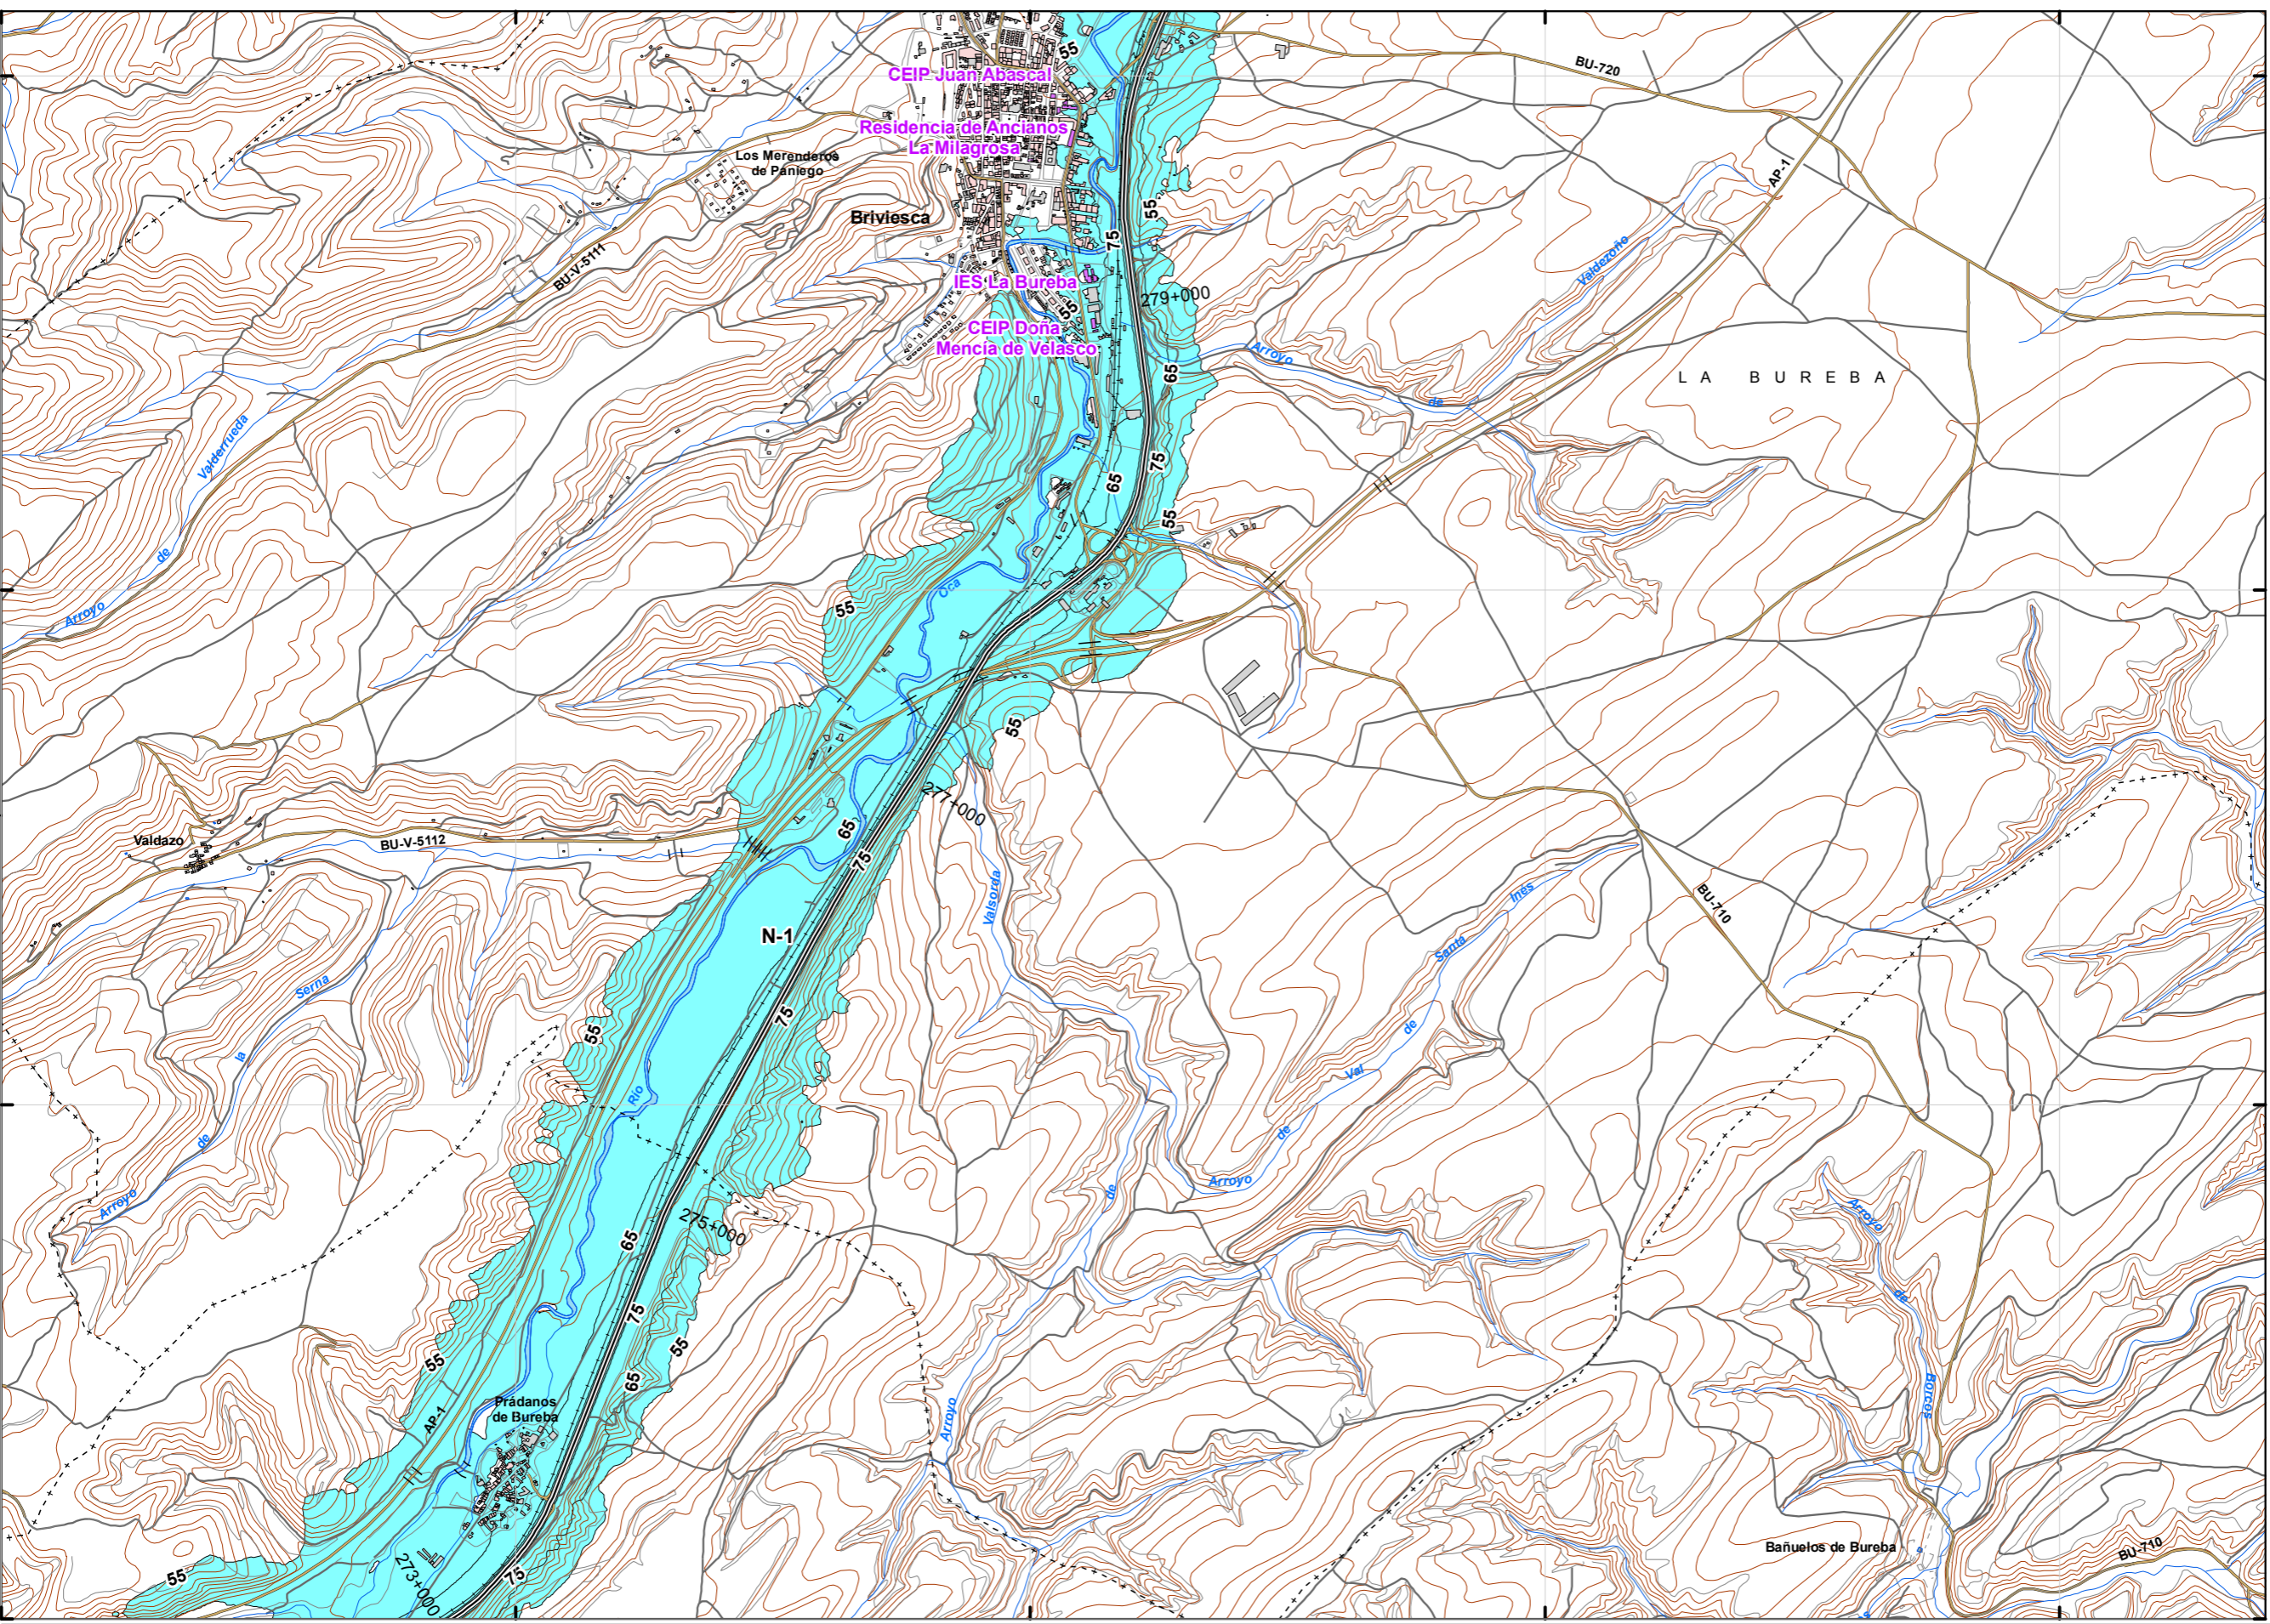 55
CEIP Juan Abascal
BU-720
Residencia de Ancianos
La Milagrosa
Los Merenderos
de Pániego
AP-1
Briviesca
55
75
BU-V-5111
Valdezoño
IES La Bureba
279+000
55
CEIP Doña
Mencía de Velasco
Arroyo
65
LA BUREBA
de
Valderrueda
75
65
55
de
Oca
55
Arroyo
55
277+000
65
Valdazo
BU-V-5112
75
Valsorda
Inés
BU-710
N-1
Santa
Serna
75
de
55
la
Val
Río
de
de
Arroyo
de
Arroyo
275+000
Arroyo
65
de
75
55
55
65
Prádanos
de Bureba
AP-1
Arroyo
Borcos
55
75
273+000
Bañuelos de Bureba
BU-710